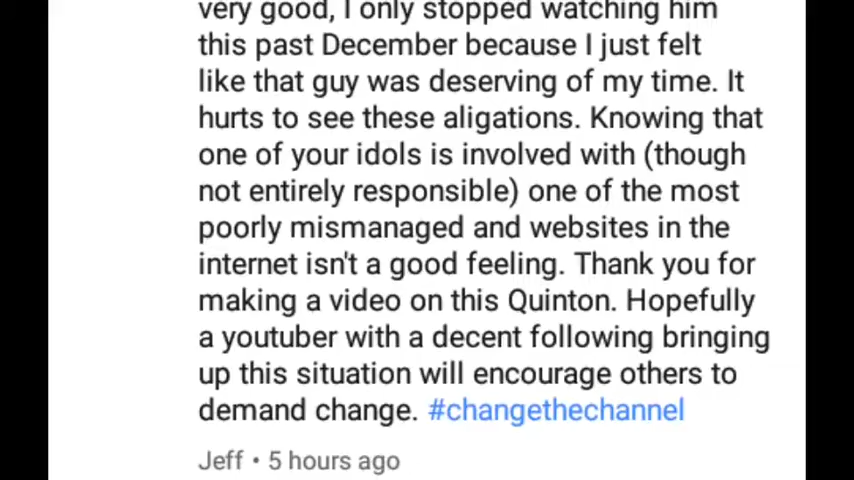 very good, I only stopped watching him
this past December because I just felt
like that guy was deserving of my time. It
hurts to see these aligations. Knowing that
one of your idols is involved with (though
not entirely responsible) one of the most
poorly mismanaged and websites in the
internet isn't a good feeling. Thank you for
making a video on this Quinton. Hopefully
a youtuber with a decent following bringing
up this situation will encourage others to
demand change. #changethechannel
Jeff • 5 hours ago